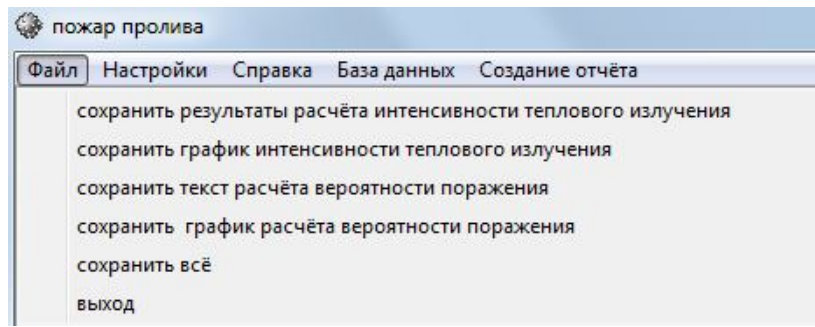 пожар пролива
Файл Настройки Справка База данных Создание отчёта
сохранить результаты расчёта интенсивности теплового излучения
сохранить график интенсивности теплового излучения
сохранить текст расчёта вероятности поражения
сохранить график расчёта вероятности поражения
сохранить всё
выход